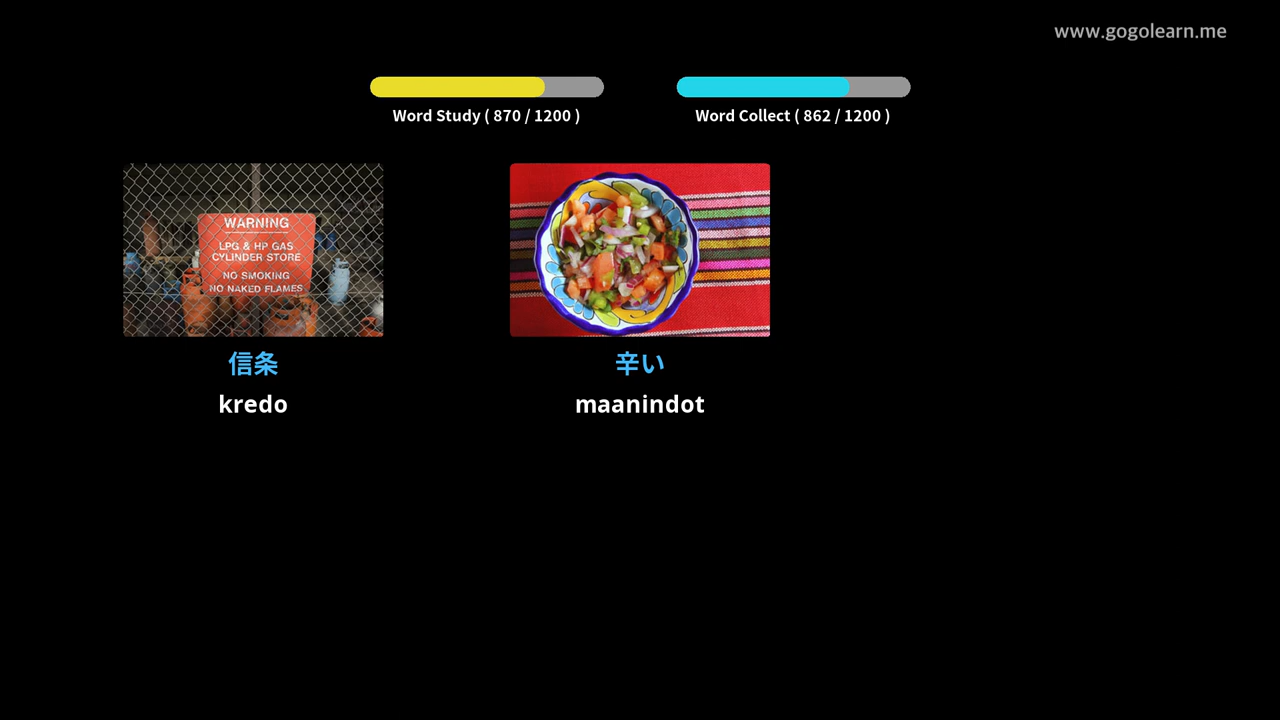 www.gogolearn.me
Word Study ( 870 / 1200 )
Word Collect ( 862 / 1200 )
WARNING
LPG & HP GAS
CYLINDER STORE
NO SMOKING
NO NAKED FLAMES
信条
kredo
辛い
maanindot